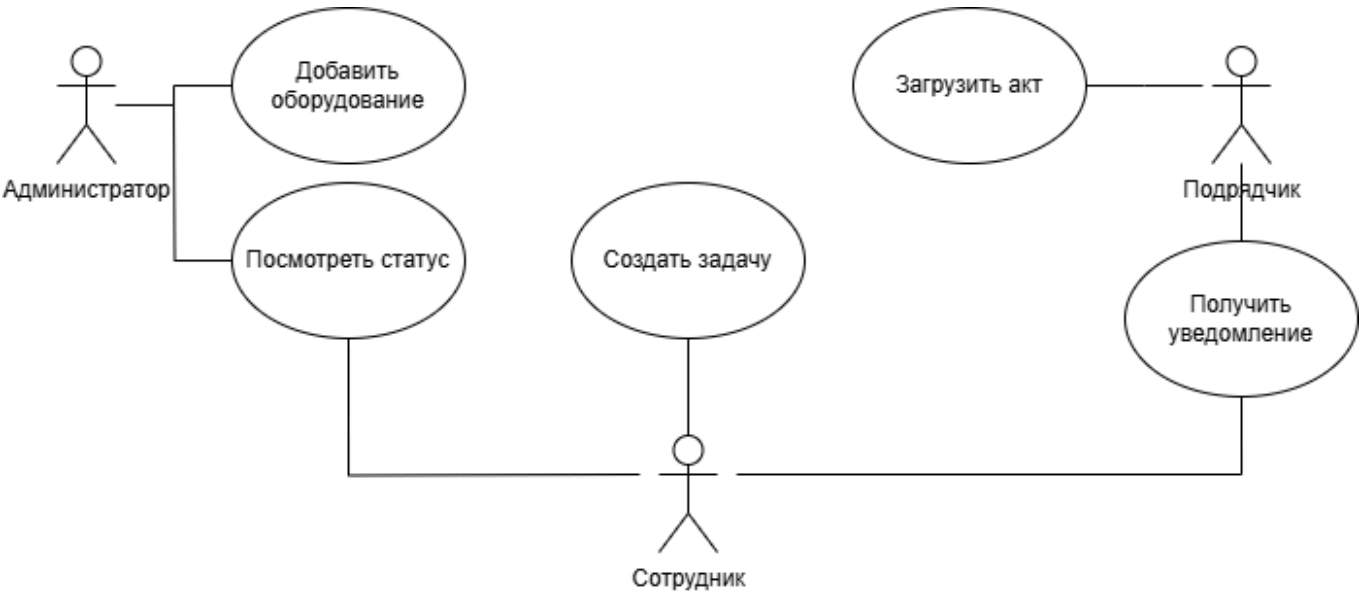 Добавить
оборудование
Загрузить акт
Администратор
Подрядчик
Посмотреть статус
Создать задачу
Получить
уведомление
Сотрудник